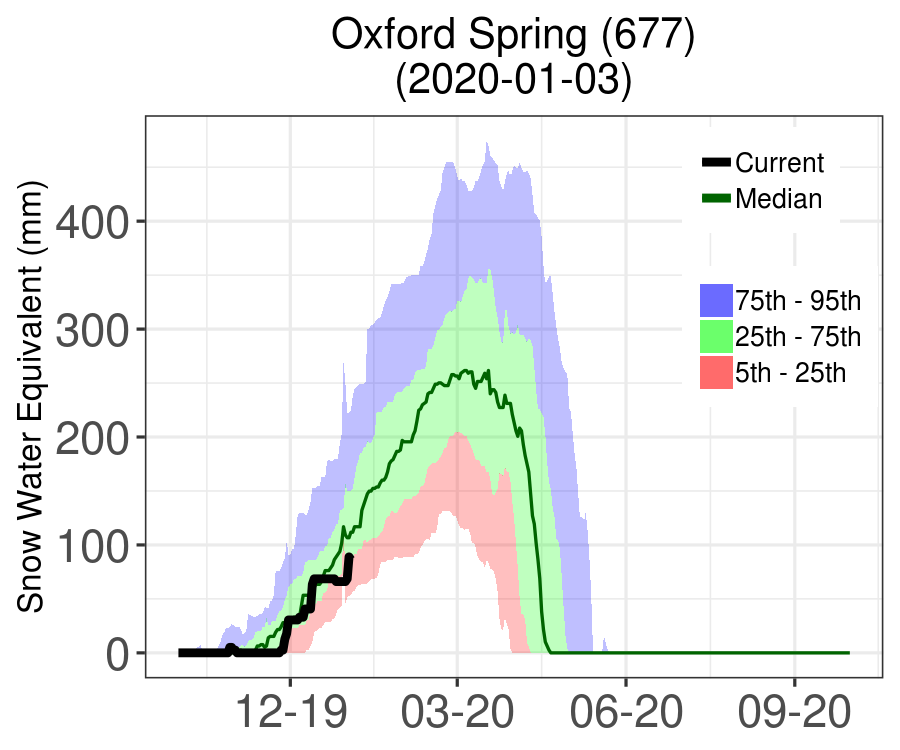 Oxford Spring (677)
(2020-01-03)
Snow Water Equivalent (mm)
400
300
200
100
0
12-19
03-20
06-20
09-20
Current
Median
75th - 95th
25th - 75th
5th - 25th